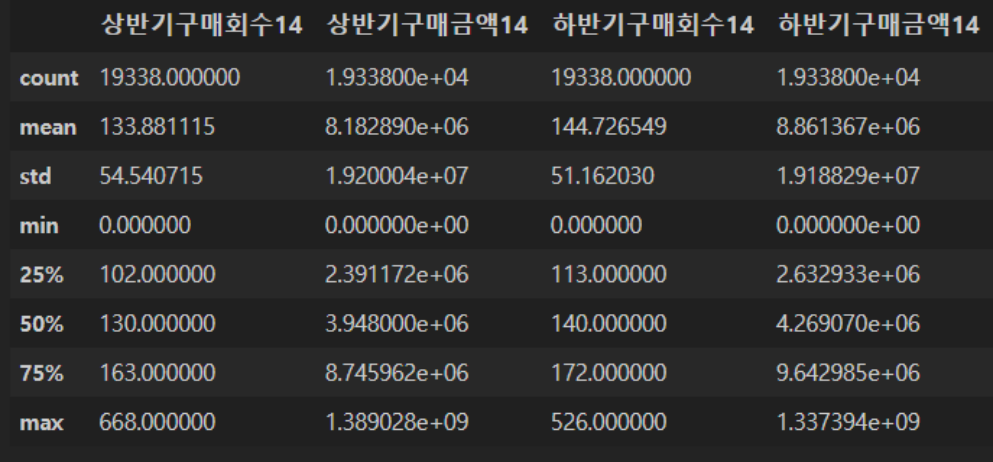 상반기구매회수14 상반기구매금액14 하반기구매회수14 하반기구매금액14
count 19338.000000 1.933800e+04 19338.000000 1.933800e+04
mean 133.881115 8.182890e+06 144.726549 8.861367e+06
std 54.540715 1.920004e+07 51.162030 1.918829e+07
min 0.000000 0.000000e+00 0.000000 0.000000e+00
25% 102.000000 2.391172e+06 113.000000 2.632933e+06
50% 130.000000 3.948000e+06 140.000000 4.269070e+06
75% 163.000000 8.745962e+06 172.000000 9.642985e+06
max 668.000000 1.389028e+09 526.000000 1.337394e+09